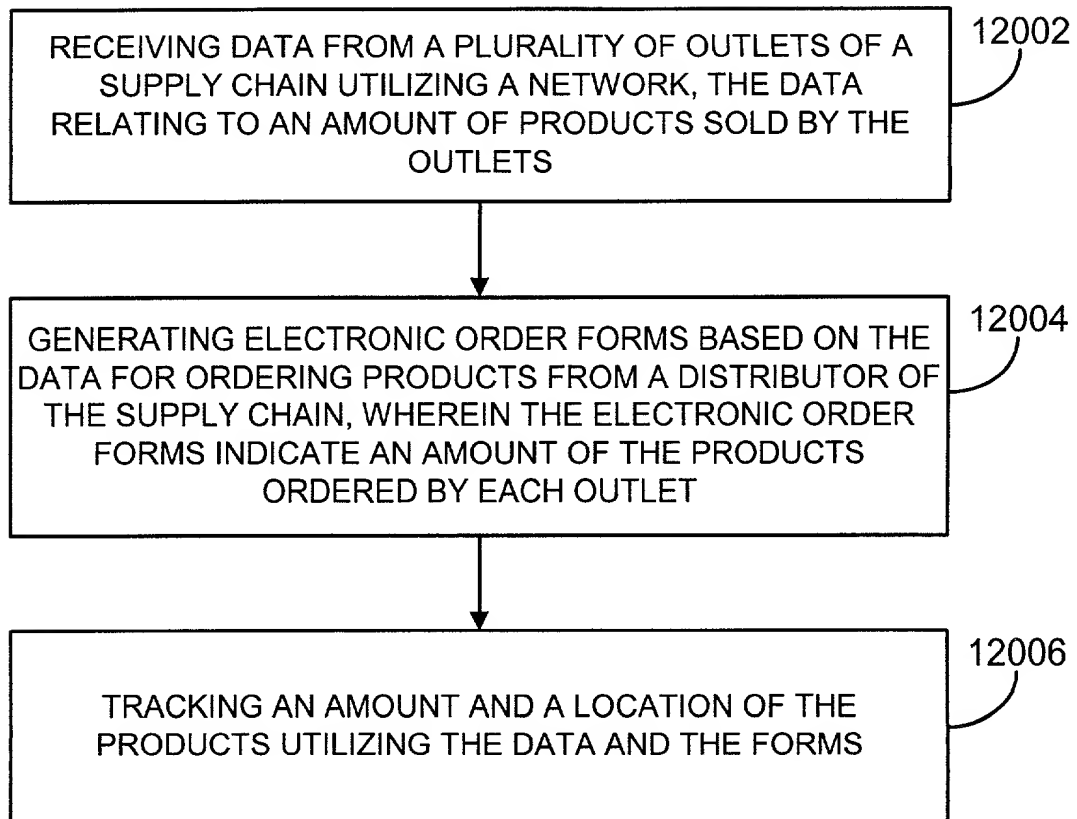 RECEIVING DATA FROM A PLURALITY OF OUTLETS OF A
SUPPLY CHAIN UTILIZING A NETWORK, THE DATA
RELATING TO AN AMOUNT OF PRODUCTS SOLD BY THE
OUTLETS
12002
GENERATING ELECTRONIC ORDER FORMS BASED ON THE
DATA FOR ORDERING PRODUCTS FROM A DISTRIBUTOR OF
THE SUPPLY CHAIN, WHEREIN THE ELECTRONIC ORDER
FORMS INDICATE AN AMOUNT OF THE PRODUCTS
ORDERED BY EACH OUTLET
12004
TRACKING AN AMOUNT AND A LOCATION OF THE
PRODUCTS UTILIZING THE DATA AND THE FORMS
12006